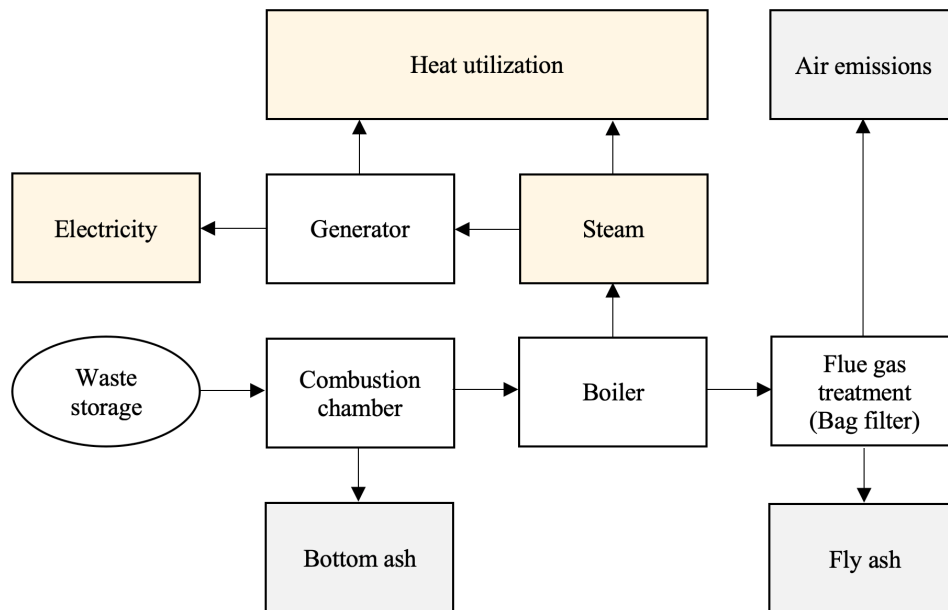 Heat utilization
Air emissions
Electricity
Generator
Steam
Waste
storage
Combustion
chamber
Boiler
Flue gas
treatment
(Bag filter)
Bottom ash
Fly ash